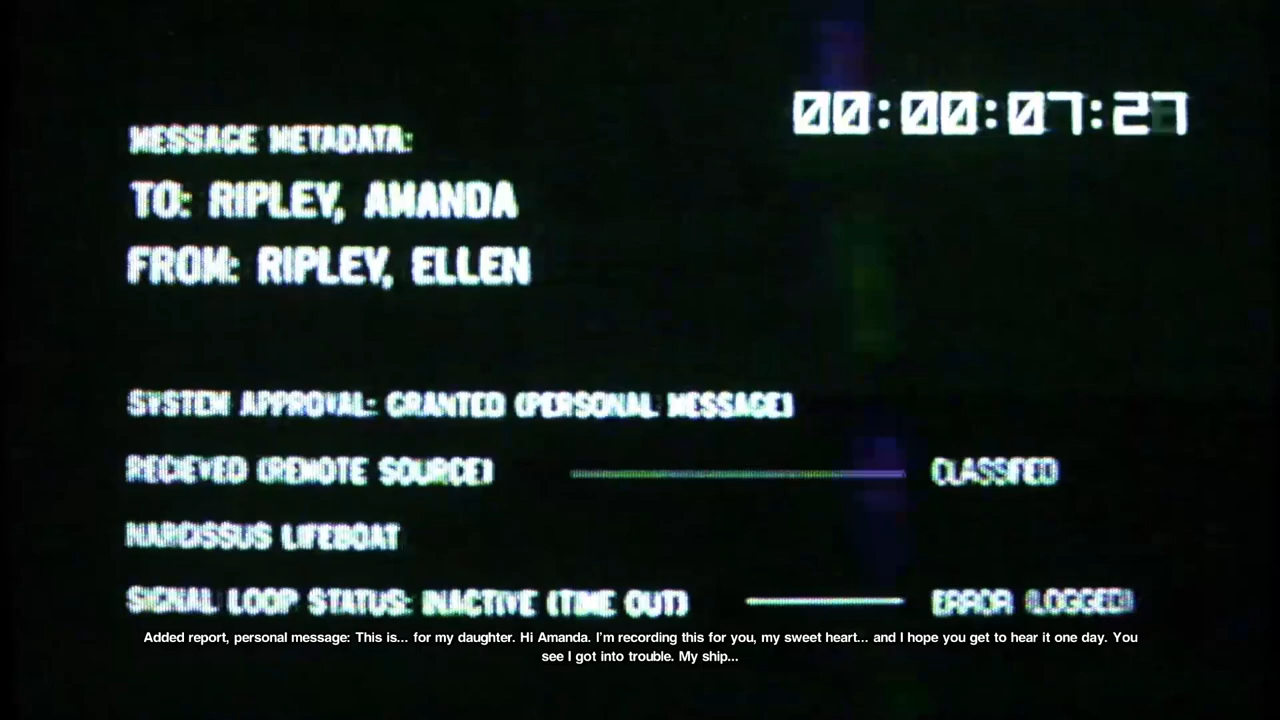 00:00:07:27
MESSAGE METADATA:
TO: RIPLEY, AMANDA
FROM: RIPLEY, ELLEN
SYSTEM APPROVAL: GRANTED (PERSONAL MESSAGE)
RECIEVED (REMOTE SOURCE) CLASSIFIED
NARCISSUS LIFEBOAT
SIGNAL LOOP STATUS: INACTIVE (TIME OUT) ERROR (LOGGED)
Added report, personal message: This is... for my daughter. Hi Amanda. I'm recording this for you, my sweet heart... and I hope you get to hear it one day. You
see I got into trouble. My ship...